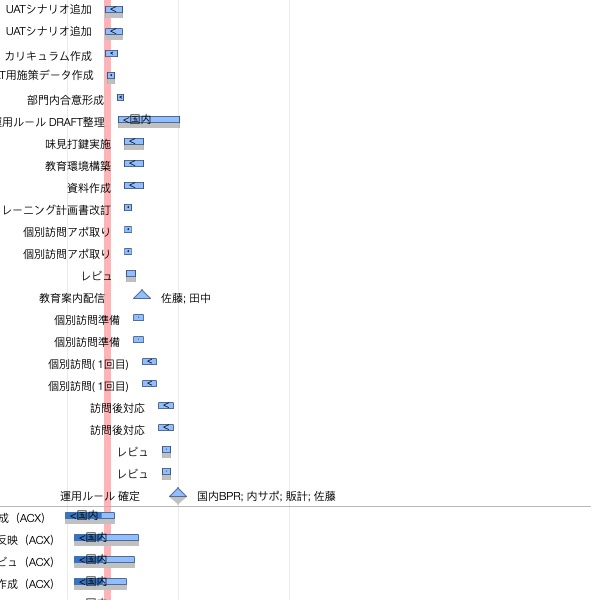 UATシナリオ追加 <
UATシナリオ追加 <
カリキュラム作成
T用施策データ作成
部門内合意形成
用ルール DRAFT整理 <国内
味見打鍵実施 <
教育環境構築 <
資料作成 <
レーニング計画書改訂
個別訪問アポ取り
個別訪問アポ取り
レビュ
教育案内配信 佐藤; 田中
個別訪問準備
個別訪問準備
個別訪問( 1回目) <
個別訪問( 1回目) <
訪問後対応 <
訪問後対応 <
レビュ
レビュ
運用ルール 確定 国内BPR; 内サポ; 販計; 佐藤
成（ACX） <国内
反映（ACX） <国内
ビュ（ACX） <国内
作成（ACX） <国内